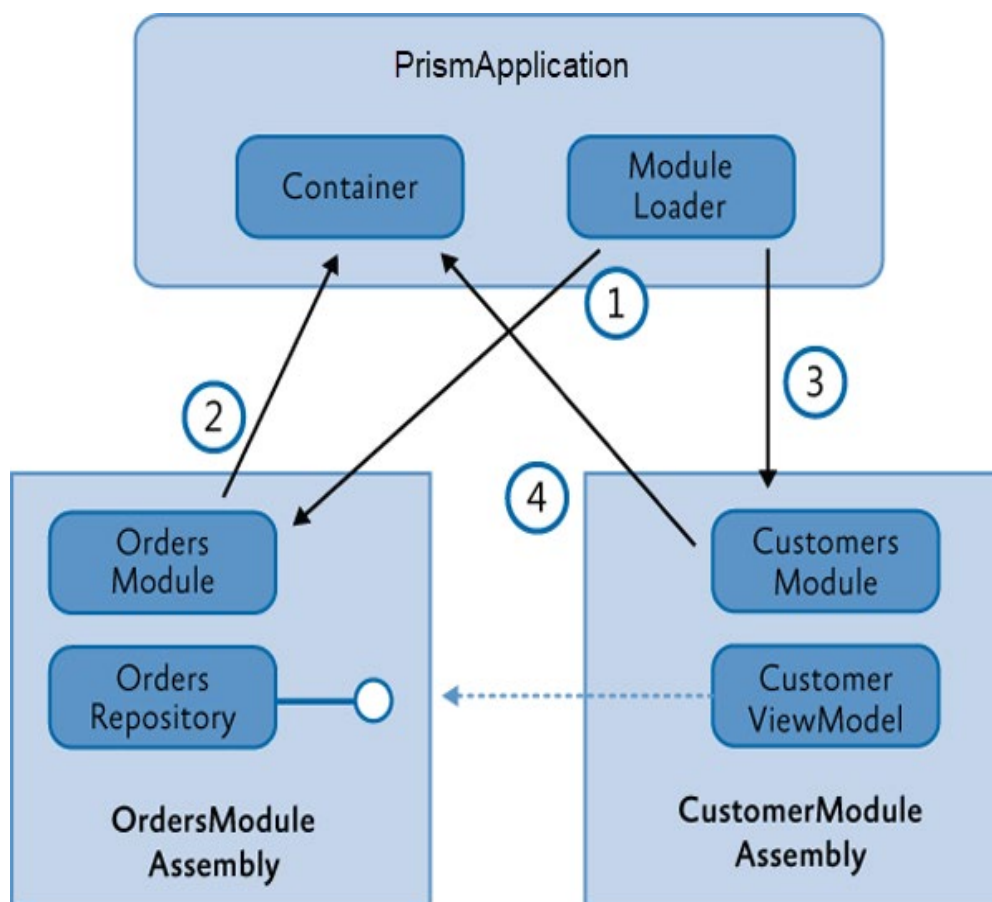 PrismApplication
Container
Module
Loader
1
2
3
4
Orders
Module
Customers
Module
Orders
Repository
Customer
ViewModel
OrdersModule
Assembly
CustomerModule
Assembly